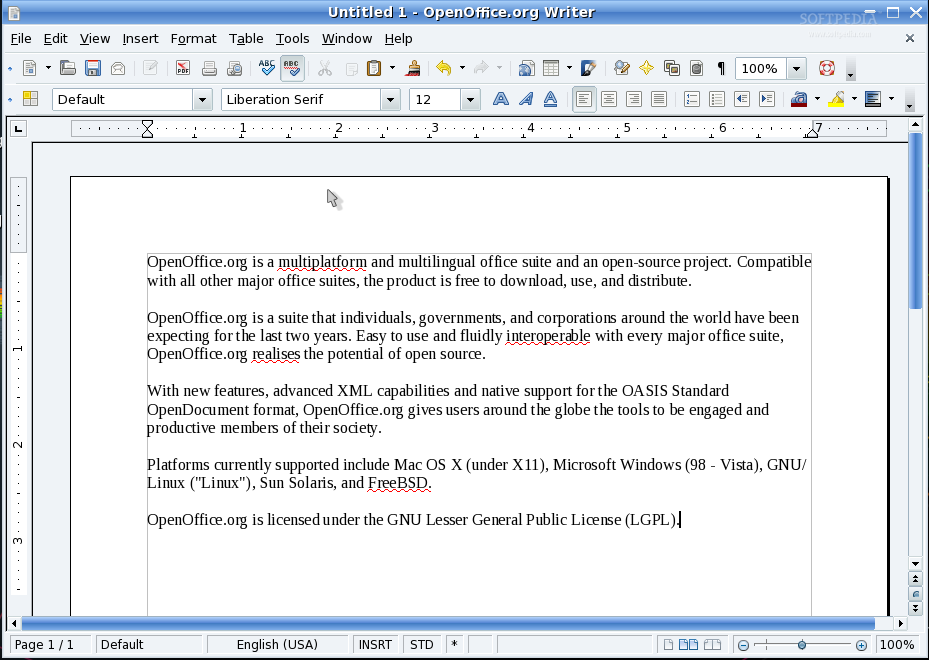 Untitled 1 - OpenOffice.org Writer
SOFTPEDIA
File Edit View Insert Format Table Tools Window Help
ABC ABC 100%
Default Liberation Serif 12
1 2 3 4 5 6 7
OpenOffice.org is a multiplatform and multilingual office suite and an open-source project. Compatible
with all other major office suites, the product is free to download, use, and distribute.
OpenOffice.org is a suite that individuals, governments, and corporations around the world have been
expecting for the last two years. Easy to use and fluidly interoperable with every major office suite,
OpenOffice.org realises the potential of open source.
With new features, advanced XML capabilities and native support for the OASIS Standard
OpenDocument format, OpenOffice.org gives users around the globe the tools to be engaged and
productive members of their society.
Platforms currently supported include Mac OS X (under X11), Microsoft Windows (98 - Vista), GNU/
Linux ("Linux"), Sun Solaris, and FreeBSD.
OpenOffice.org is licensed under the GNU Lesser General Public License (LGPL).
1
2
3
Page 1 / 1 Default English (USA) INSRT STD * 100%